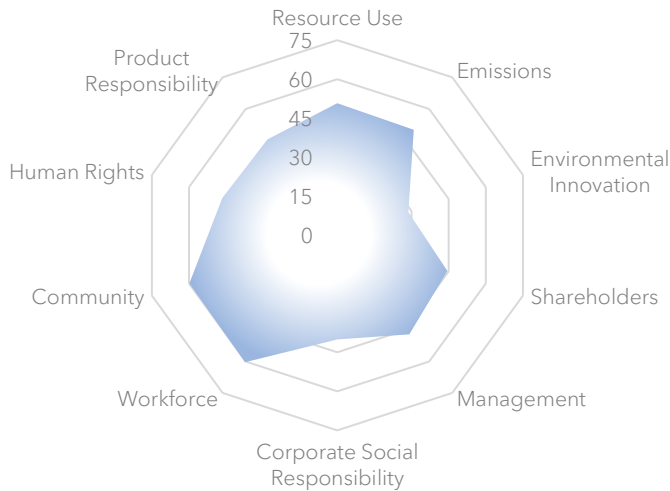 Resource Use
75
Product
Responsibility
Emissions
60
45
30
Human Rights
Environmental
Innovation
15
0
Community
Shareholders
Workforce
Management
Corporate Social
Responsibility